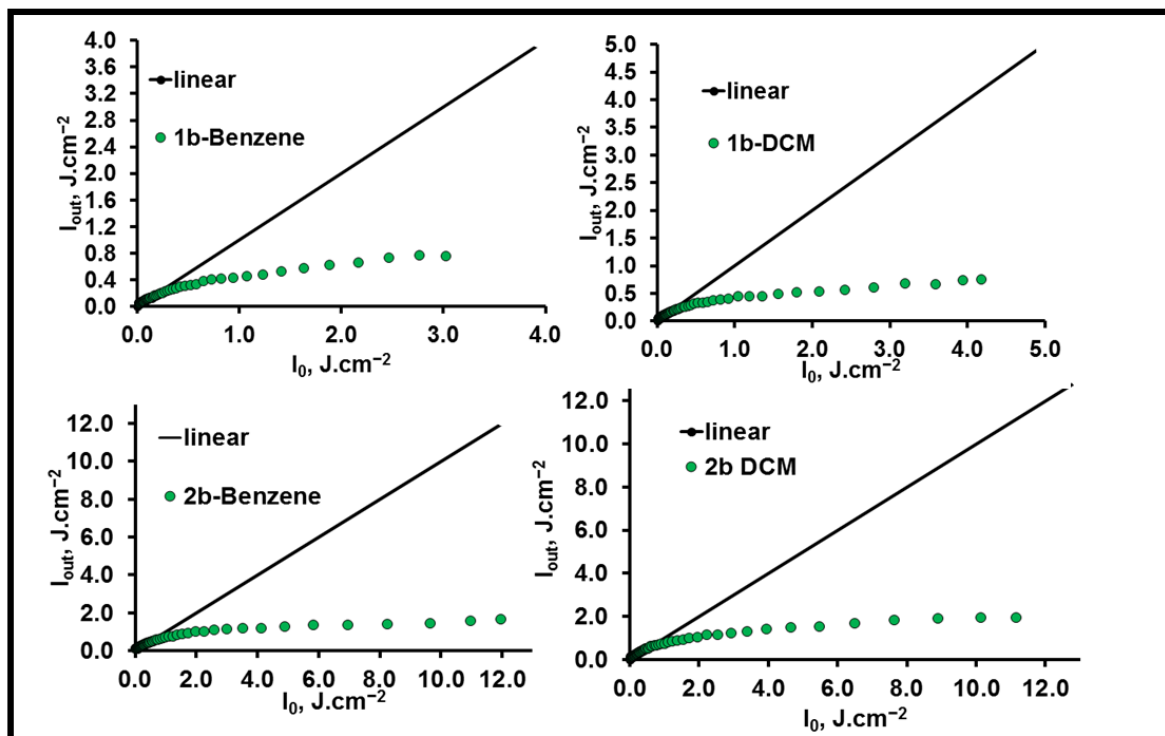 4.0
3.6
3.2
2.8
2.4
2.0
1.6
1.2
0.8
0.4
0.0
I_out, J.cm⁻²
linear
1b-Benzene
0.0 1.0 2.0 3.0 4.0
I₀, J.cm⁻²
5.0
4.5
4.0
3.5
3.0
2.5
2.0
1.5
1.0
0.5
0.0
I_out, J.cm⁻²
linear
1b-DCM
0.0 1.0 2.0 3.0 4.0 5.0
I₀, J.cm⁻²
12.0
10.0
8.0
6.0
4.0
2.0
0.0
I_out, J.cm⁻²
linear
2b-Benzene
0.0 2.0 4.0 6.0 8.0 10.0 12.0
I₀, J.cm⁻²
12.0
10.0
8.0
6.0
4.0
2.0
0.0
I_out, J.cm⁻²
linear
2b DCM
0.0 2.0 4.0 6.0 8.0 10.0 12.0
I₀, J.cm⁻²